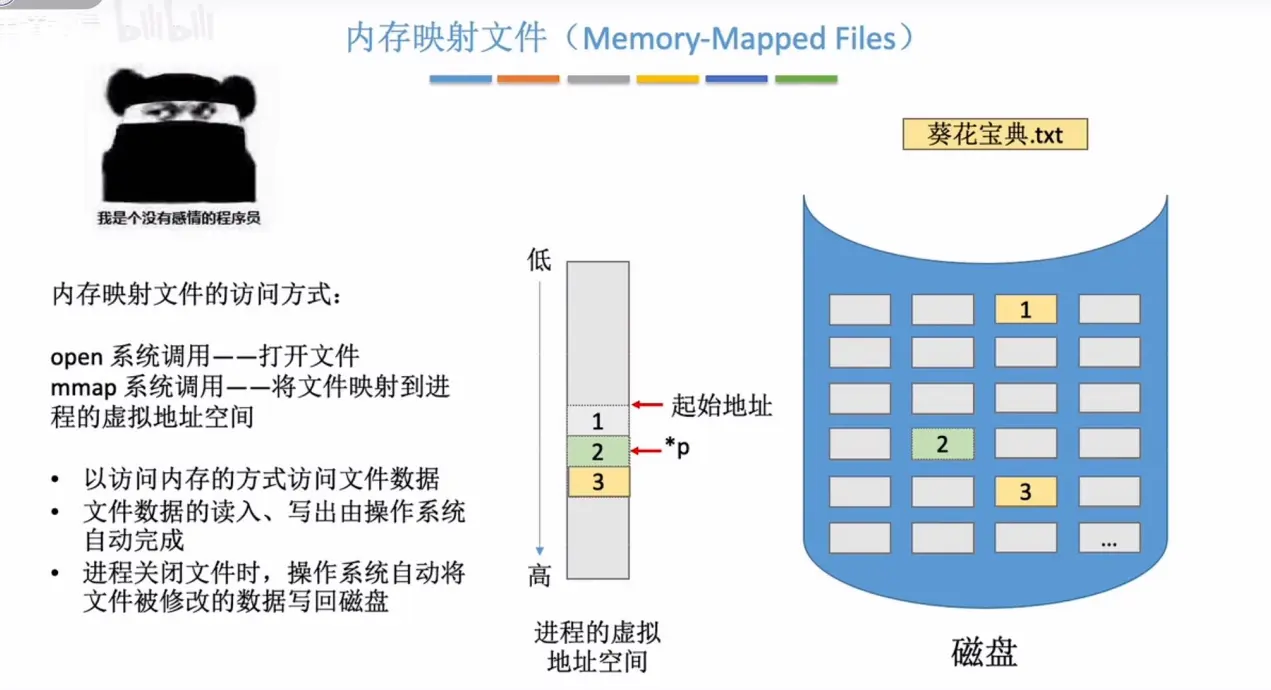 bilibili
内存映射文件（Memory-Mapped Files）
我是个没有感情的程序员
葵花宝典.txt
内存映射文件的访问方式：
open 系统调用——打开文件
mmap 系统调用——将文件映射到进
程的虚拟地址空间
• 以访问内存的方式访问文件数据
• 文件数据的读入、写出由操作系统
自动完成
• 进程关闭文件时，操作系统自动将
文件被修改的数据写回磁盘
低
起始地址
1
2
*p
3
高
进程的虚拟
地址空间
1
2
3
...
磁盘